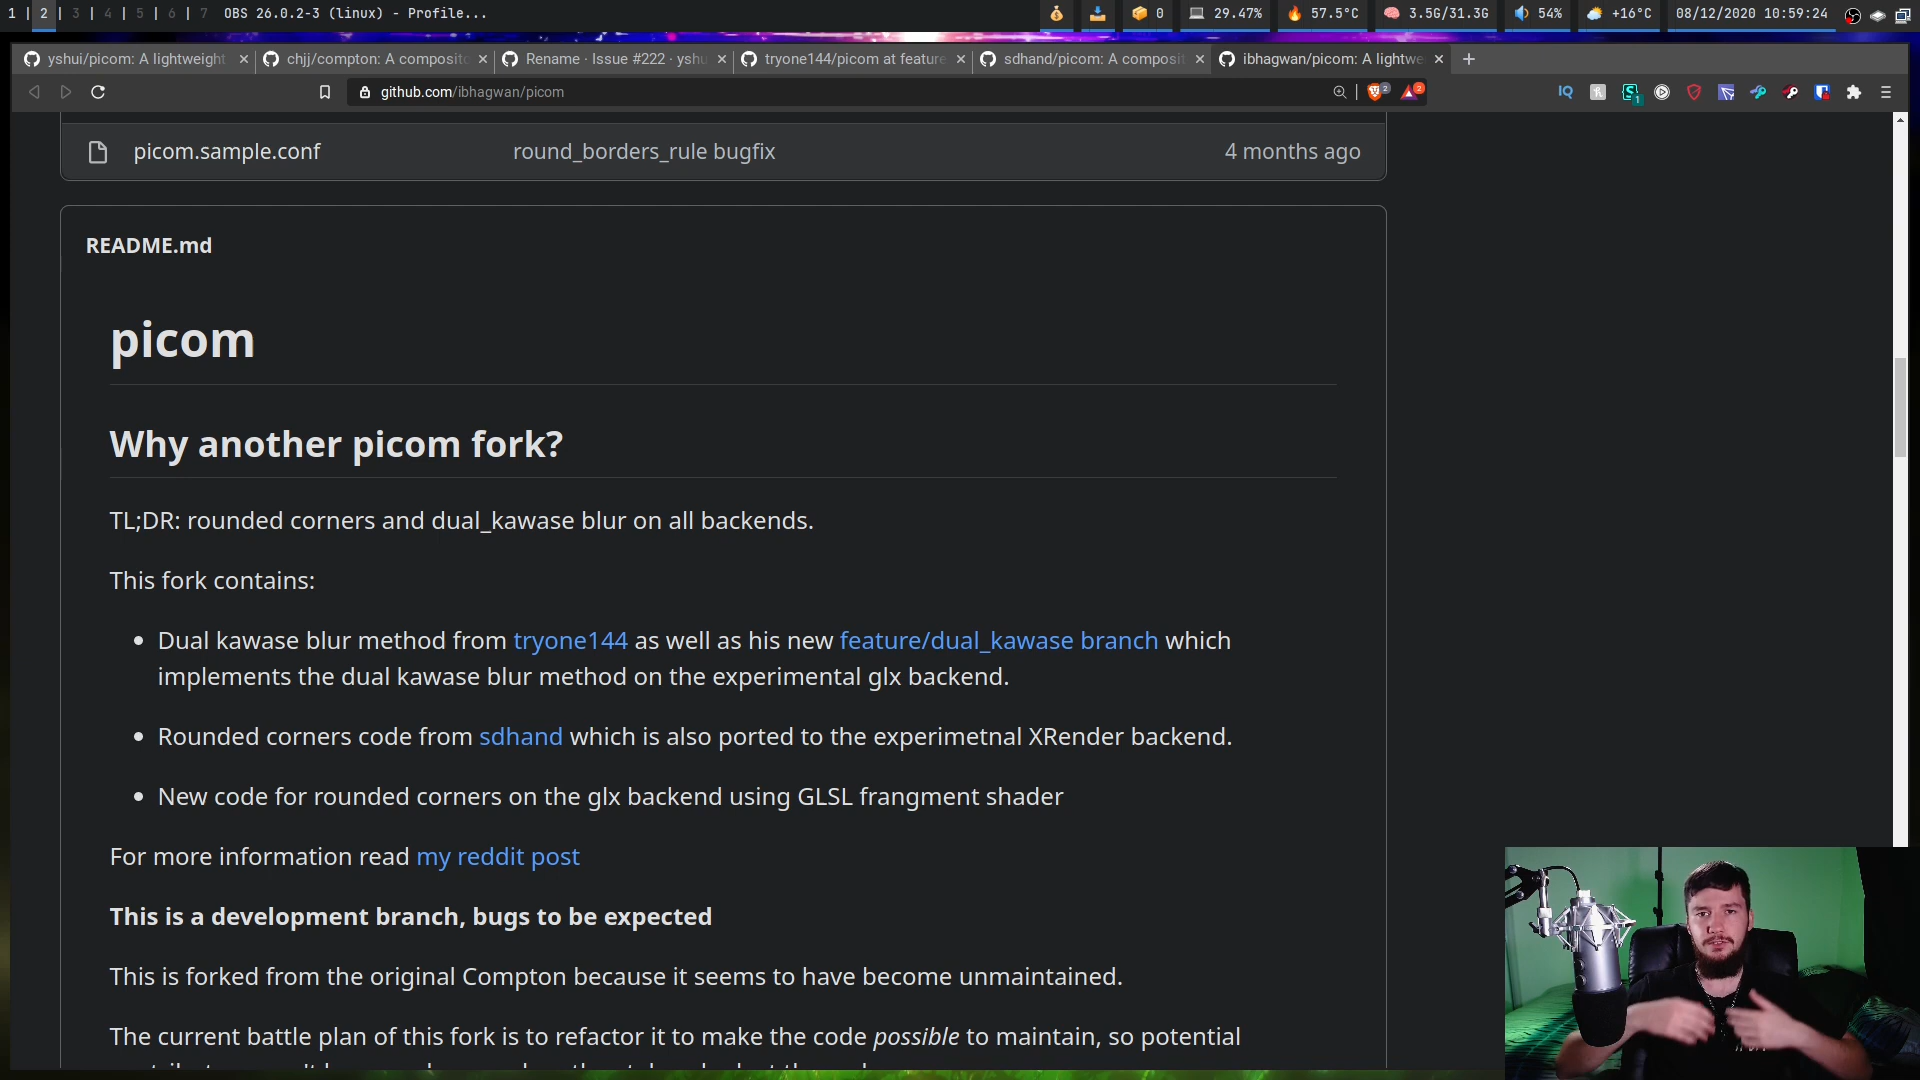 1 | 2 | 3 | 4 | 5 | 6 | 7 OBS 26.0.2-3 (linux) - Profile... 0 29.47% 57.5°C 3.5G/31.3G 54% +16°C 08/12/2020 10:59:24
yshui/picom: A lightweight chjj/compton: A composito Rename · Issue #222 · yshu tryone144/picom at feature sdhand/picom: A composit ibhagwan/picom: A lightwe
github.com/ibhagwan/picom 2 2 IQ 1
picom.sample.conf round_borders_rule bugfix 4 months ago
README.md
picom
Why another picom fork?
TL;DR: rounded corners and dual_kawase blur on all backends.
This fork contains:
Dual kawase blur method from tryone144 as well as his new feature/dual_kawase branch which
implements the dual kawase blur method on the experimental glx backend.
Rounded corners code from sdhand which is also ported to the experimetnal XRender backend.
New code for rounded corners on the glx backend using GLSL frangment shader
For more information read my reddit post
This is a development branch, bugs to be expected
This is forked from the original Compton because it seems to have become unmaintained.
The current battle plan of this fork is to refactor it to make the code possible to maintain, so potential